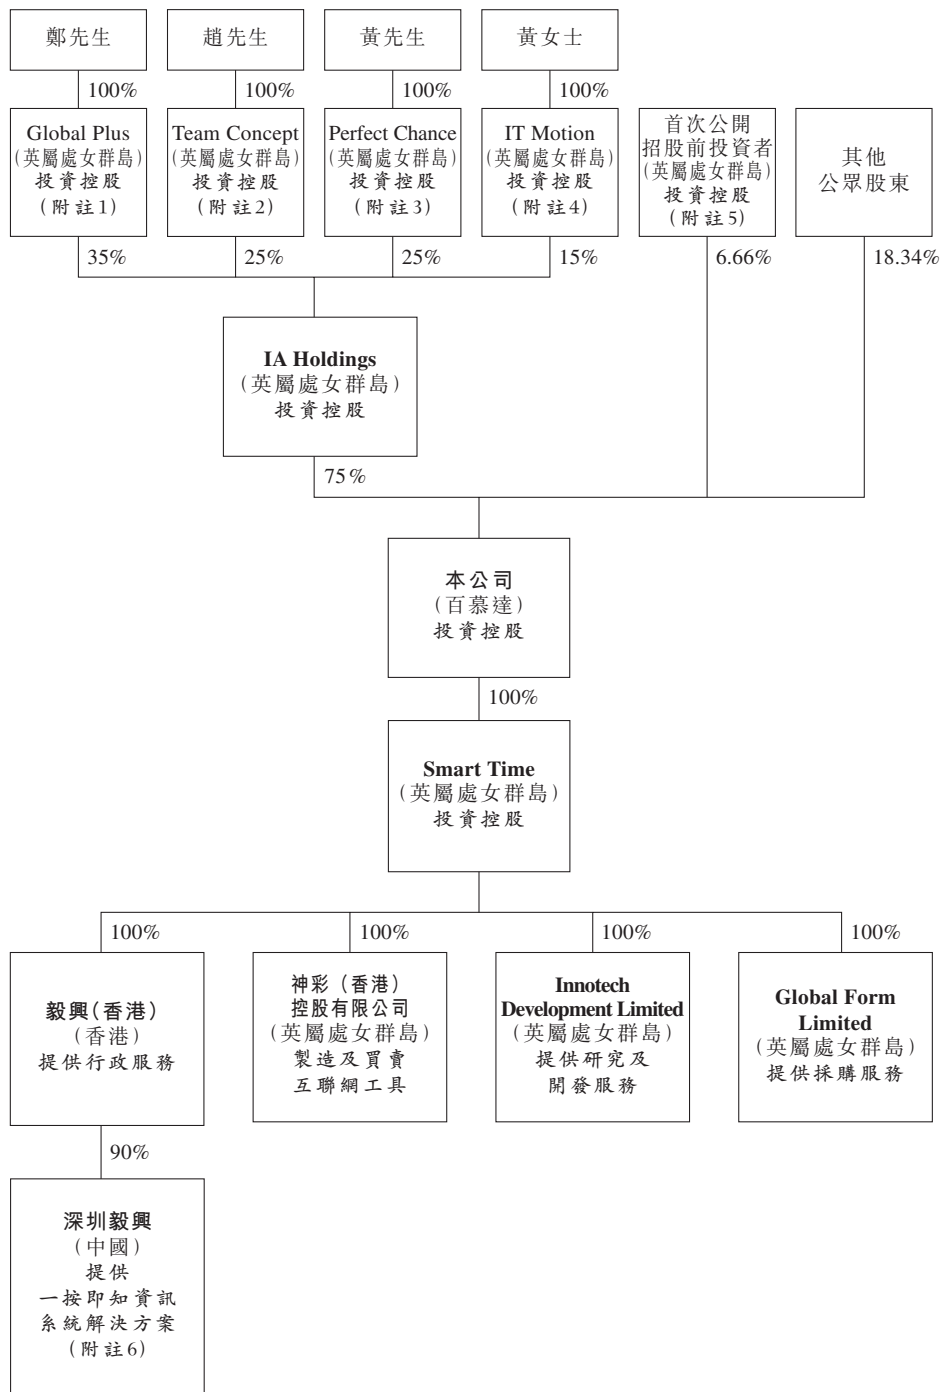 鄭先生
趙先生
黃先生
黃女士
100%
100%
100%
100%
Global Plus
(英屬處女群島)
投資控股
(附註1)
Team Concept
(英屬處女群島)
投資控股
(附註2)
Perfect Chance
(英屬處女群島)
投資控股
(附註3)
IT Motion
(英屬處女群島)
投資控股
(附註4)
首次公開
招股前投資者
(英屬處女群島)
投資控股
(附註5)
其他
公眾股東
35%
25%
25%
15%
6.66%
18.34%
IA Holdings
(英屬處女群島)
投資控股
75%
本公司
(百慕達)
投資控股
100%
Smart Time
(英屬處女群島)
投資控股
100%
100%
100%
100%
毅興(香港)
(香港)
提供行政服務
神彩(香港)
控股有限公司
(英屬處女群島)
製造及買賣
互聯網工具
Innotech
Development Limited
(英屬處女群島)
提供研究及
開發服務
Global Form
Limited
(英屬處女群島)
提供採購服務
90%
深圳毅興
(中國)
提供
一按即知資訊
系統解決方案
(附註6)